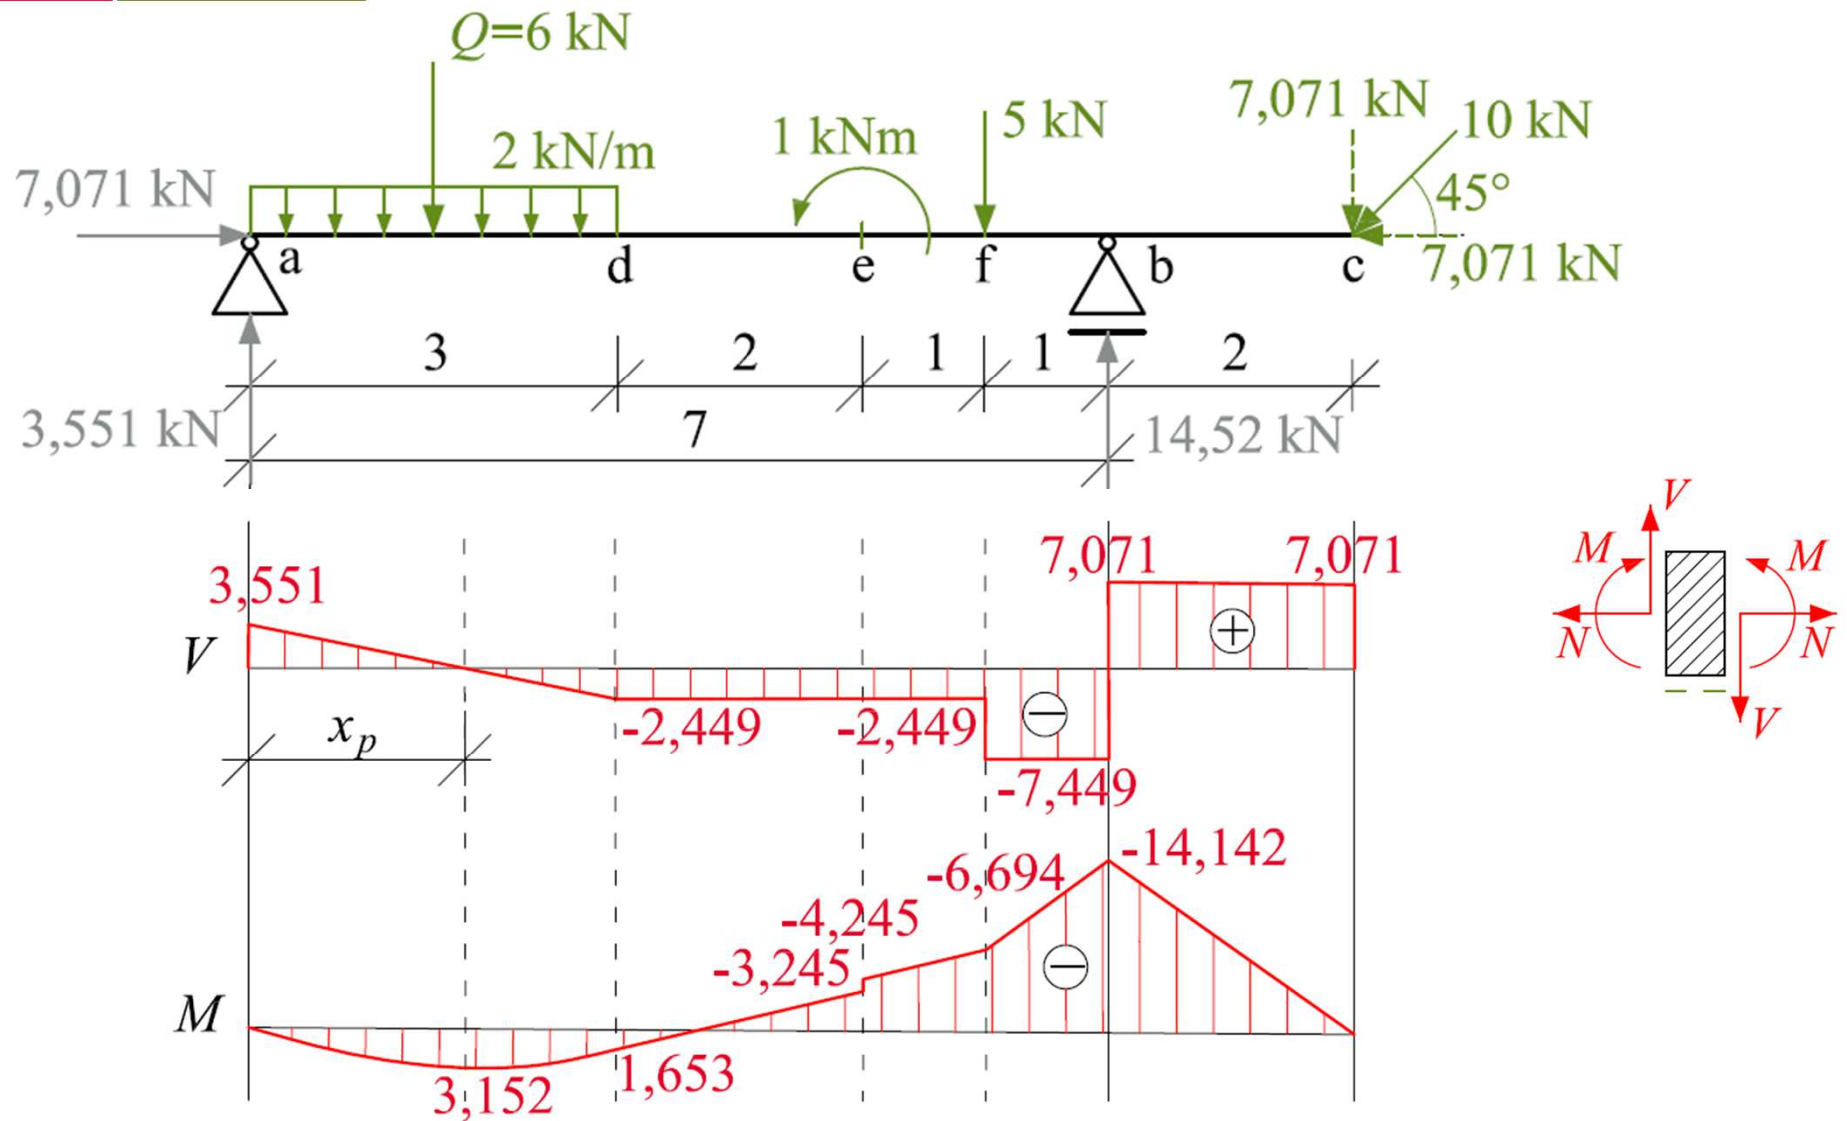 Q=6 kN
2 kN/m
1 kNm
5 kN
7,071 kN
10 kN
45°
7,071 kN
7,071 kN
a
d
e
f
b
c
3
2
1
1
2
3,551 kN
7
14,52 kN
V
3,551
7,071
7,071
+
-2,449
-2,449
−
-7,449
x p
M
M
N
N
V
V
M
3,152
1,653
-3,245
-4,245
-6,694
-14,142
−